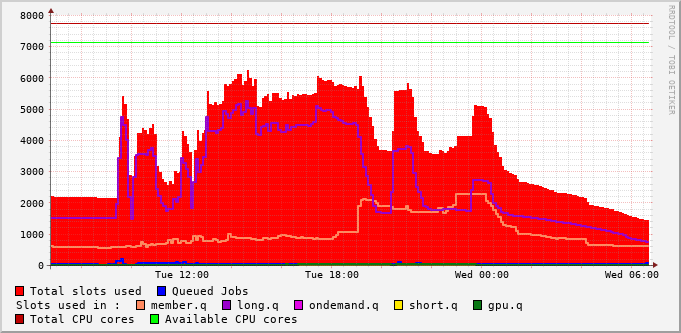 RRDTOOL / TOBI OETIKER
8000
7000
6000
5000
4000
3000
2000
1000
0
Tue 12:00 Tue 18:00 Wed 00:00 Wed 06:00
Total slots used Queued Jobs
Slots used in : member.q long.q ondemand.q short.q gpu.q
Total CPU cores Available CPU cores